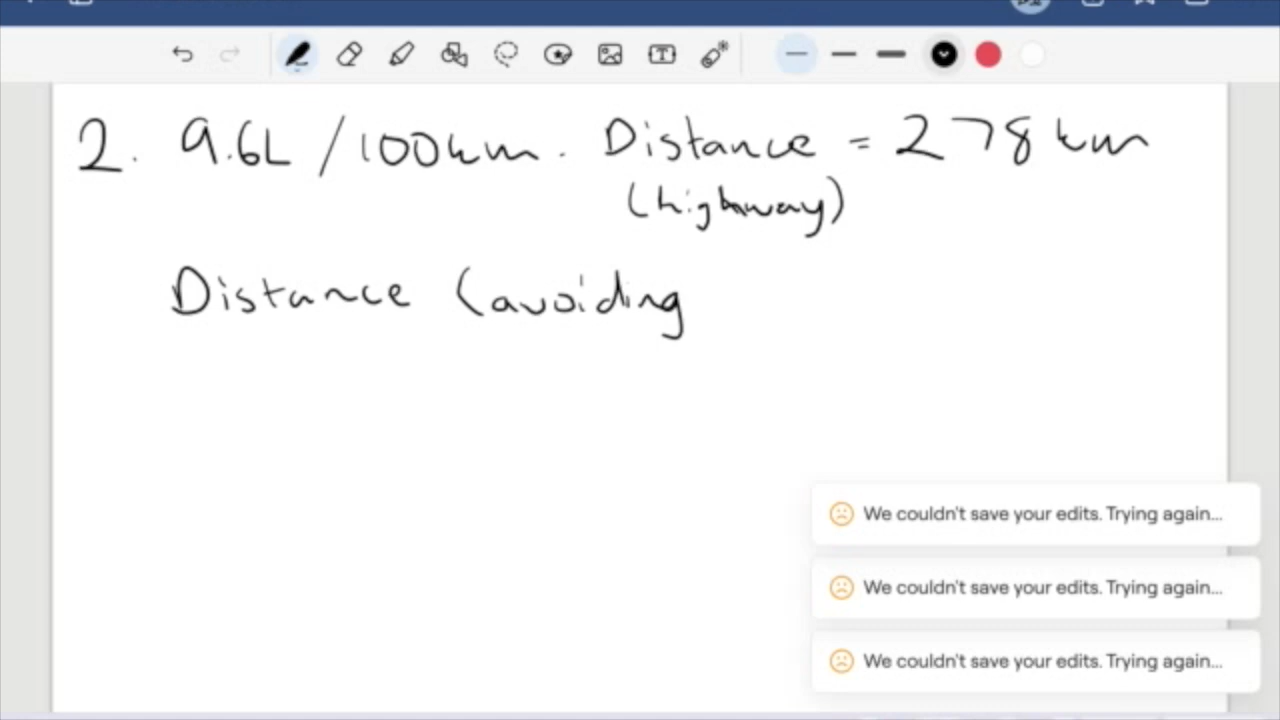 2. 9.6L /100km. Distance = 278 km
(highway)
Distance (avoiding
We couldn't save your edits. Trying again...
We couldn't save your edits. Trying again...
We couldn't save your edits. Trying again...